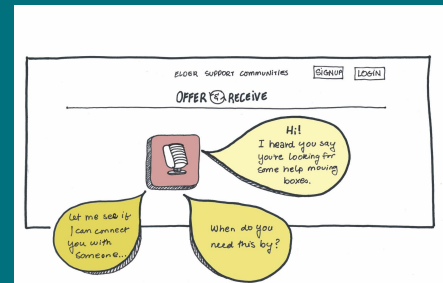 ELDER SUPPORT COMMUNITIES
SIGNUP
LOGIN
OFFER & RECEIVE
Hi!
I heard you say
you're looking for
some help moving
boxes.
Let me see if
I can connect
you with
someone...
When do you
need this by?